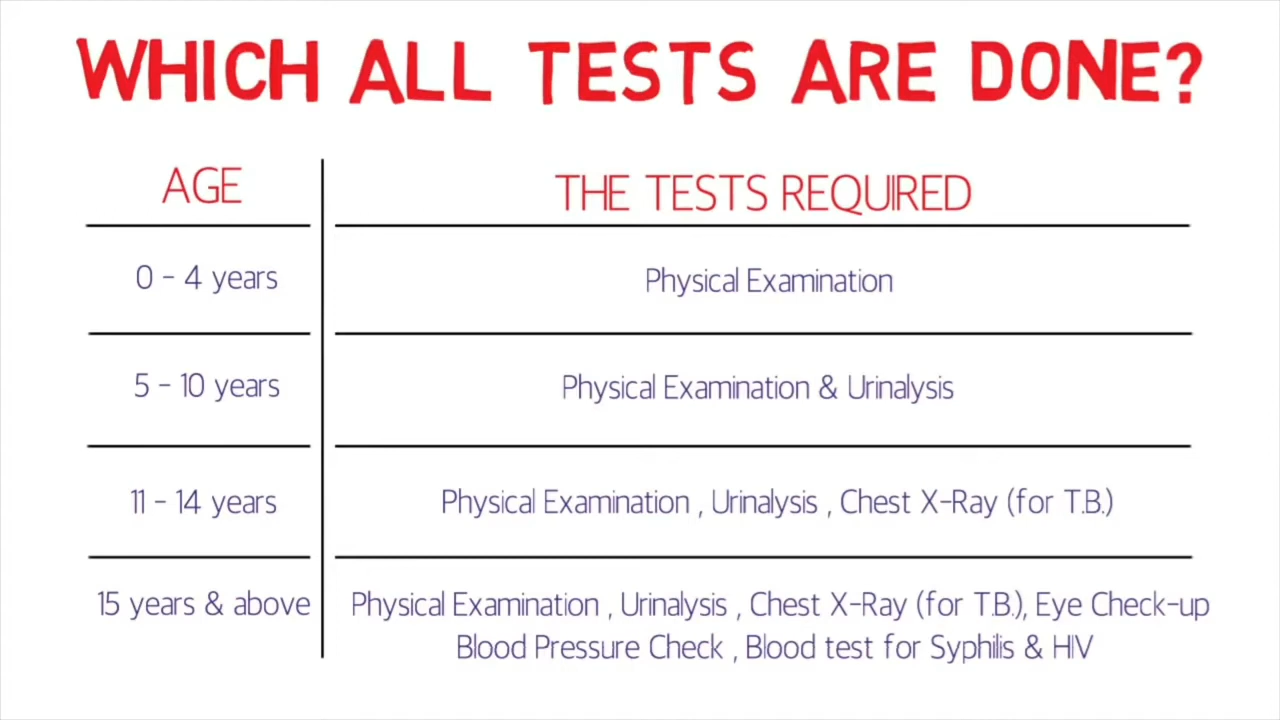 WHICH ALL TESTS ARE DONE?
AGE
THE TESTS REQUIRED
0 - 4 years
Physical Examination
5 - 10 years
Physical Examination & Urinalysis
11 - 14 years
Physical Examination , Urinalysis , Chest X-Ray (for T.B.)
15 years & above
Physical Examination , Urinalysis , Chest X-Ray (for T.B.), Eye Check-up
Blood Pressure Check , Blood test for Syphilis & HIV